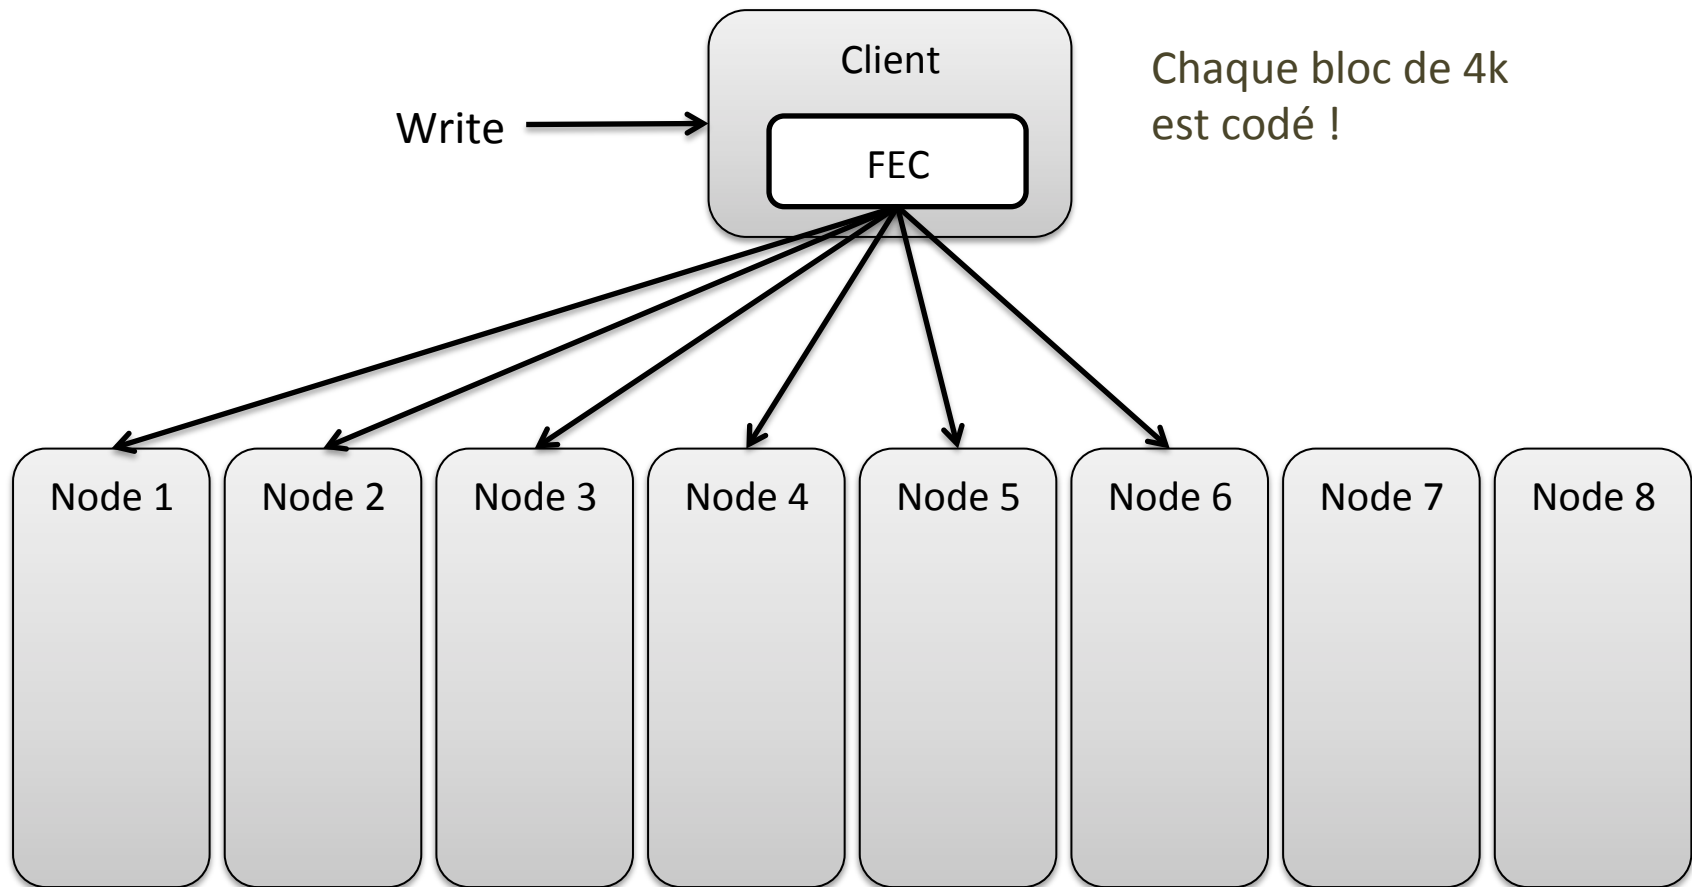 Client
Chaque bloc de 4k
est codé !
Write
FEC
Node 1
Node 2
Node 3
Node 4
Node 5
Node 6
Node 7
Node 8